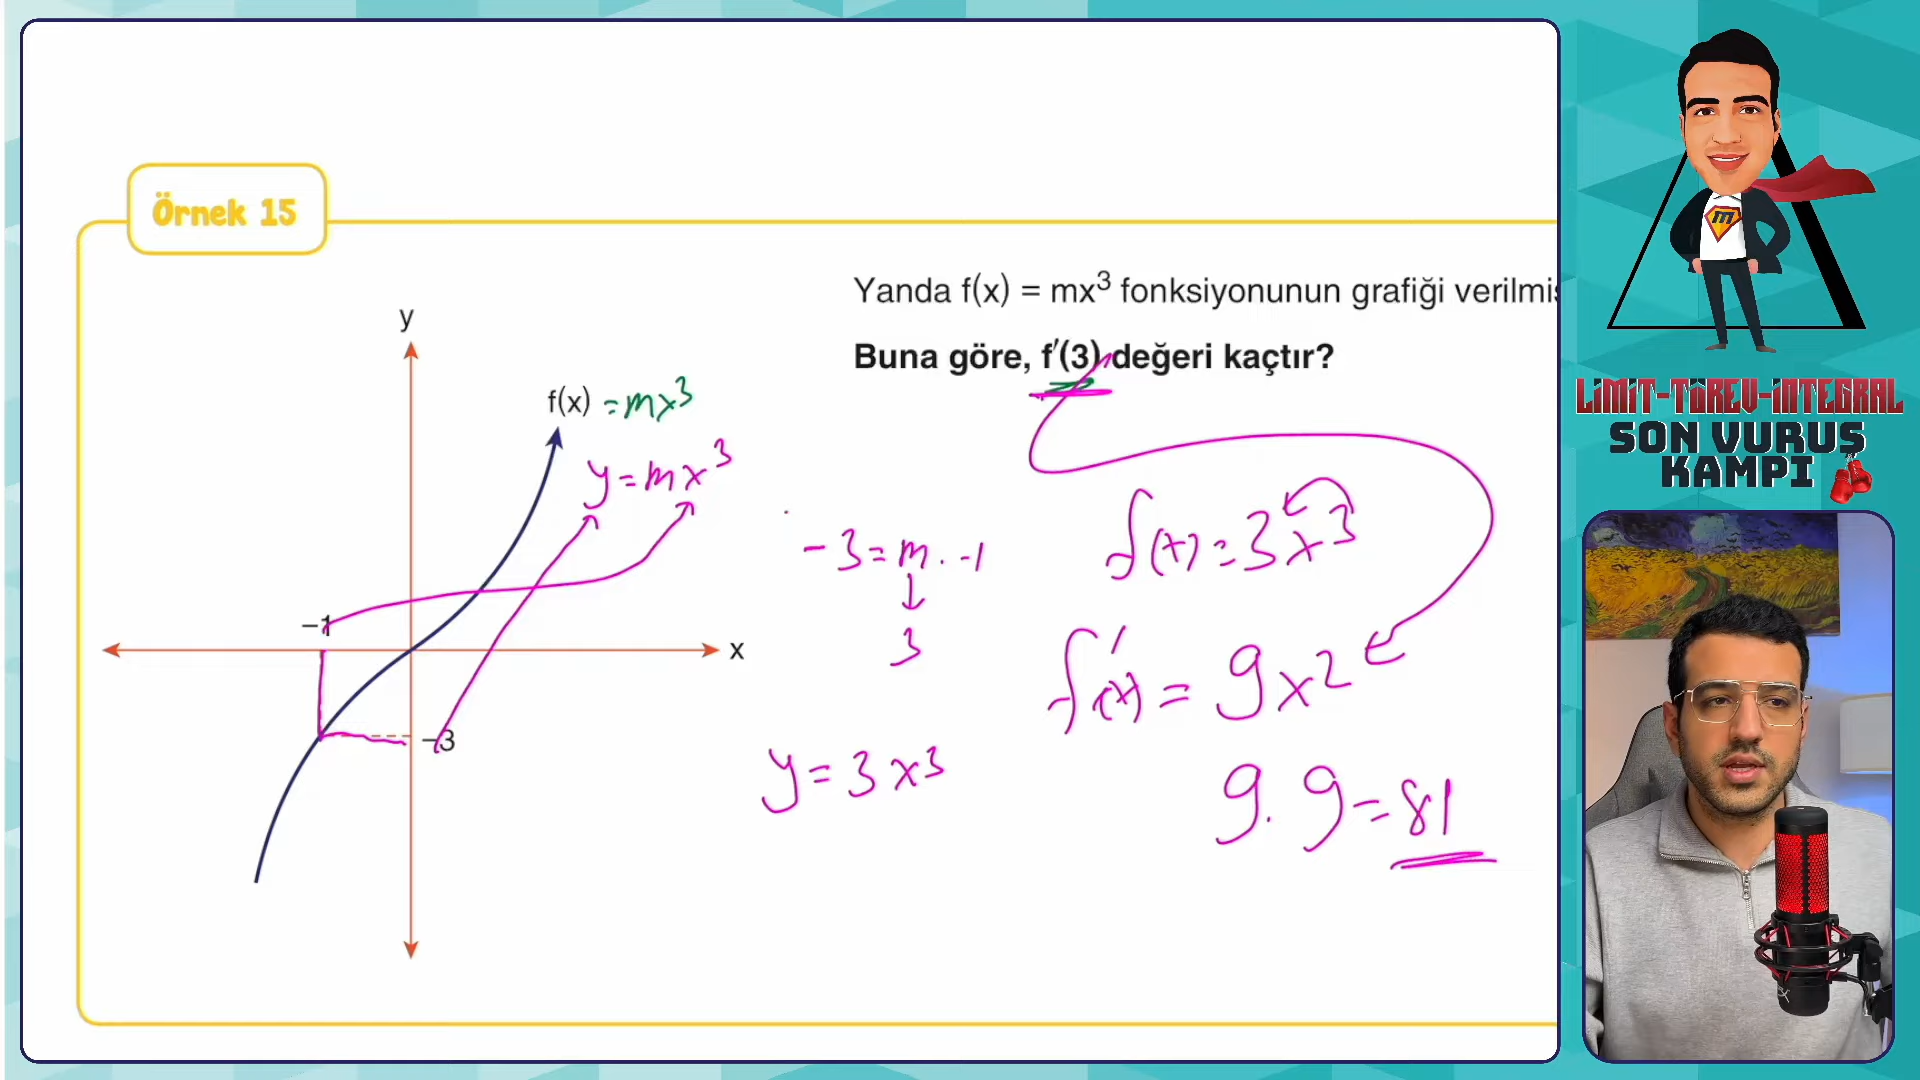 Örnek 15
Yanda f(x) = mx³ fonksiyonunun grafiği verilmiş
Buna göre, f′(3) değeri kaçtır?
y
f(x) = mx³
y = mx³
-1
x
-3
-3 = m . -1
3
y = 3x³
f(x) = 3x³
f′(x) = 9x²
9 . 9 = 81
m
LİMİT-TÜREV-İNTEGRAL
SON VURUŞ
KAMPI